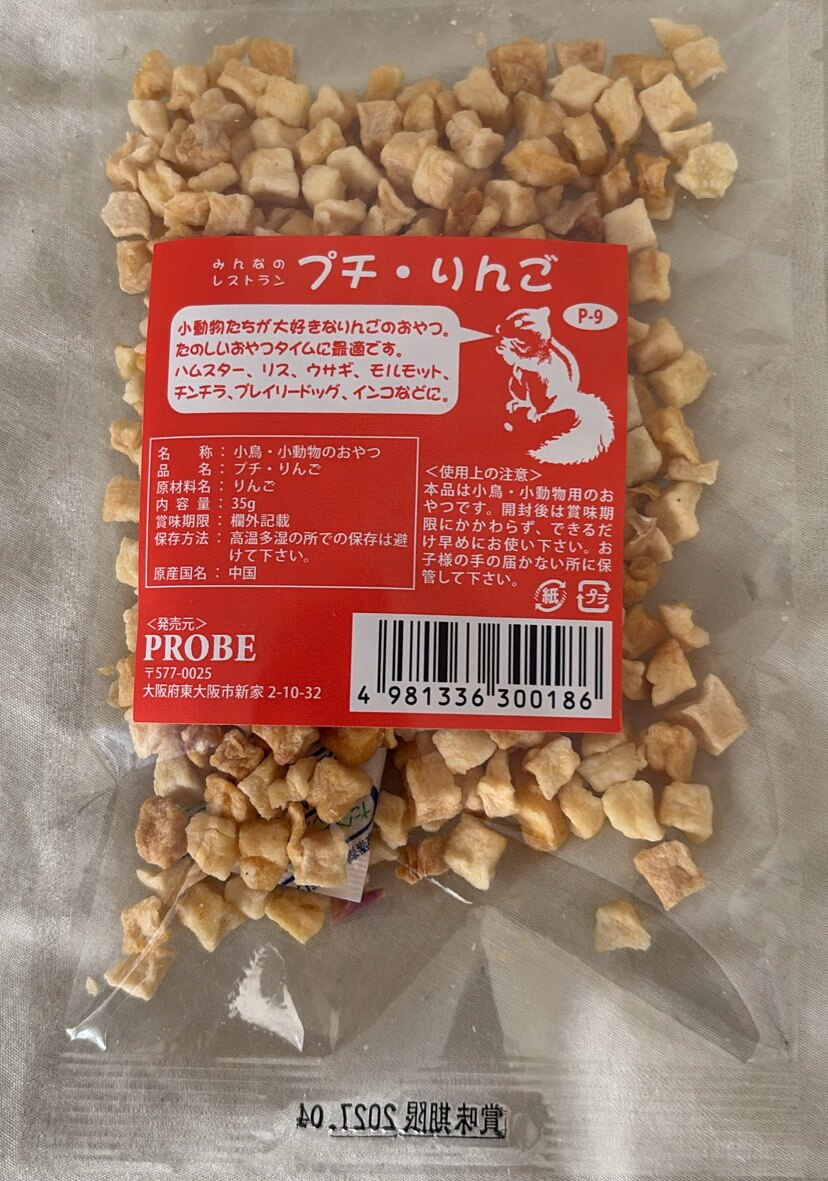 みんなの
レストラン
プチ・りんご
P-9
小動物たちが大好きなりんごのおやつ。
たのしいおやつタイムに最適です。
ハムスター、リス、ウサギ、モルモット、
チンチラ、プレイリードッグ、インコなどに。
名称：小鳥・小動物のおやつ
品名：プチ・りんご
原材料名：りんご
内容量：35g
賞味期限：欄外記載
保存方法：高温多湿の所での保存は避
けて下さい。
原産国名：中国
＜使用上の注意＞
本品は小鳥・小動物用のお
やつです。開封後は賞味期
限にかかわらず、できるだ
け早めにお使い下さい。お
子様の手の届かない所に保
管して下さい。
紙
プラ
＜発売元＞
PROBE
〒577-0025
大阪府東大阪市新家 2-10-32
4 981336 300186
賞味期限 2027.04